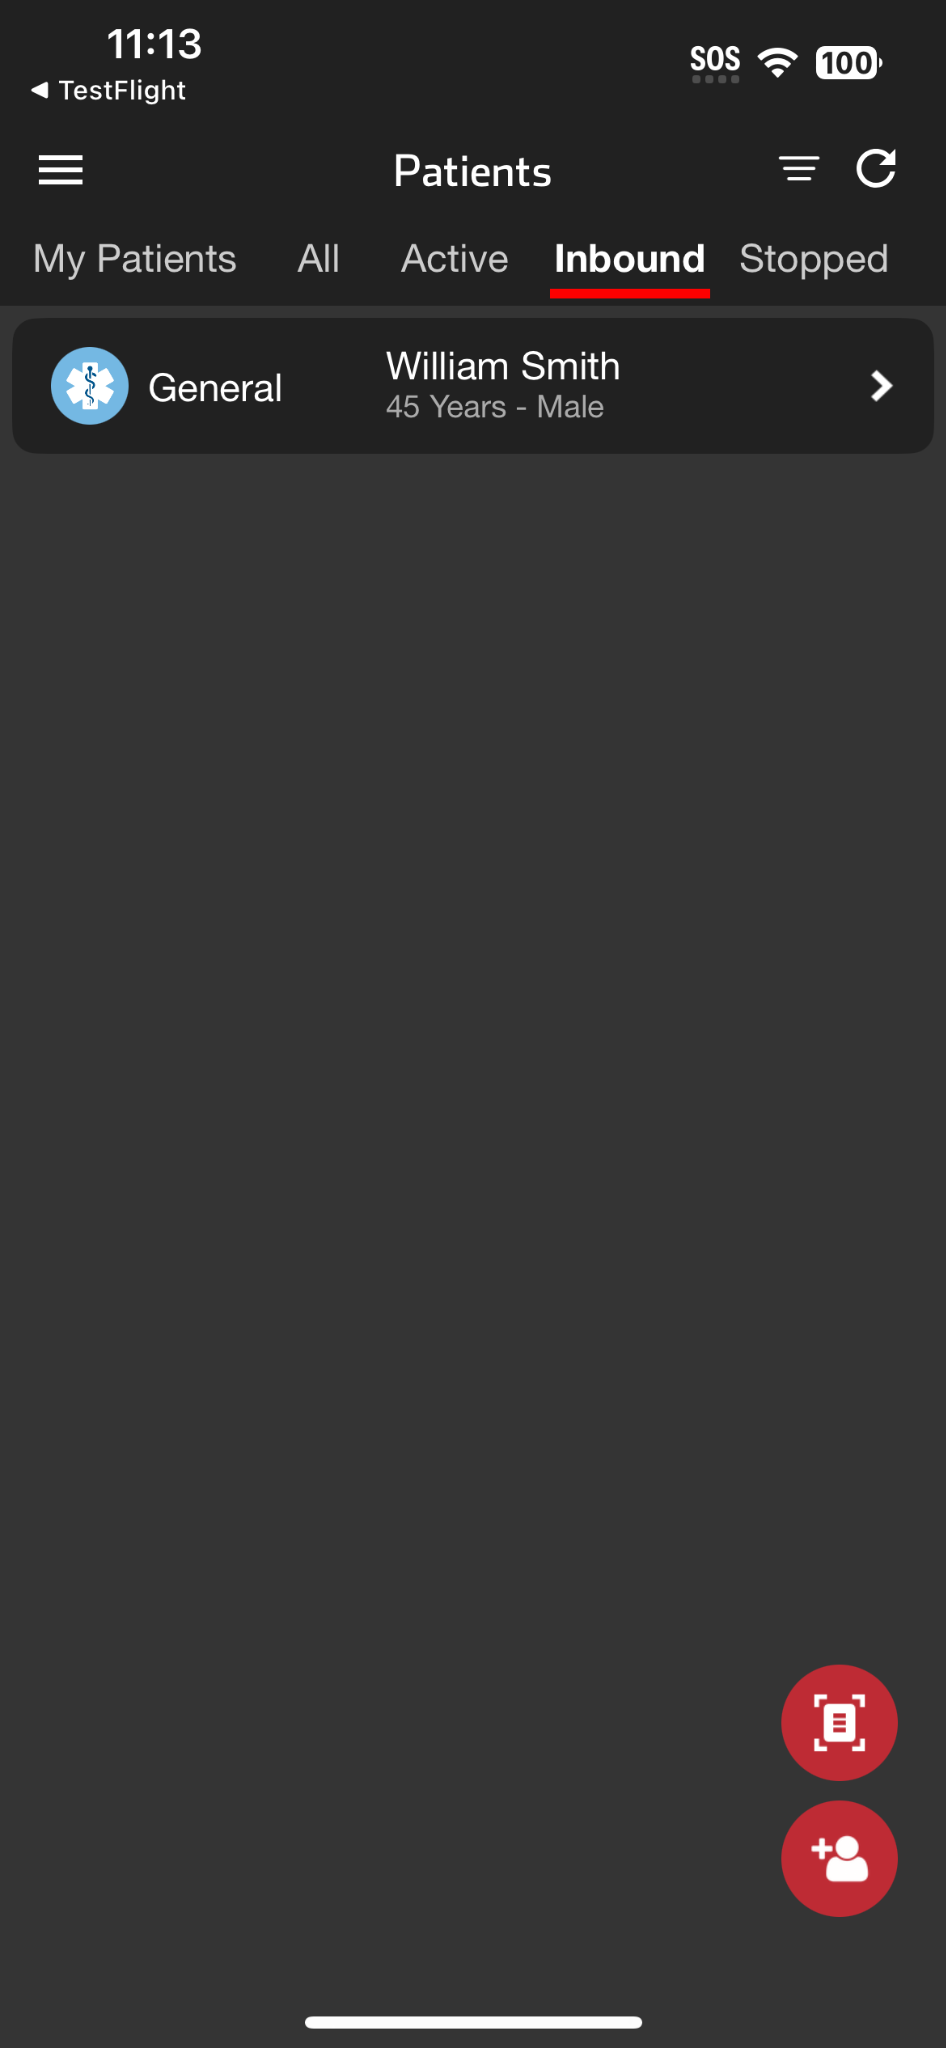 11:13
SOS
100
◀ TestFlight
Patients
My Patients All Active Inbound Stopped
General
William Smith
45 Years - Male